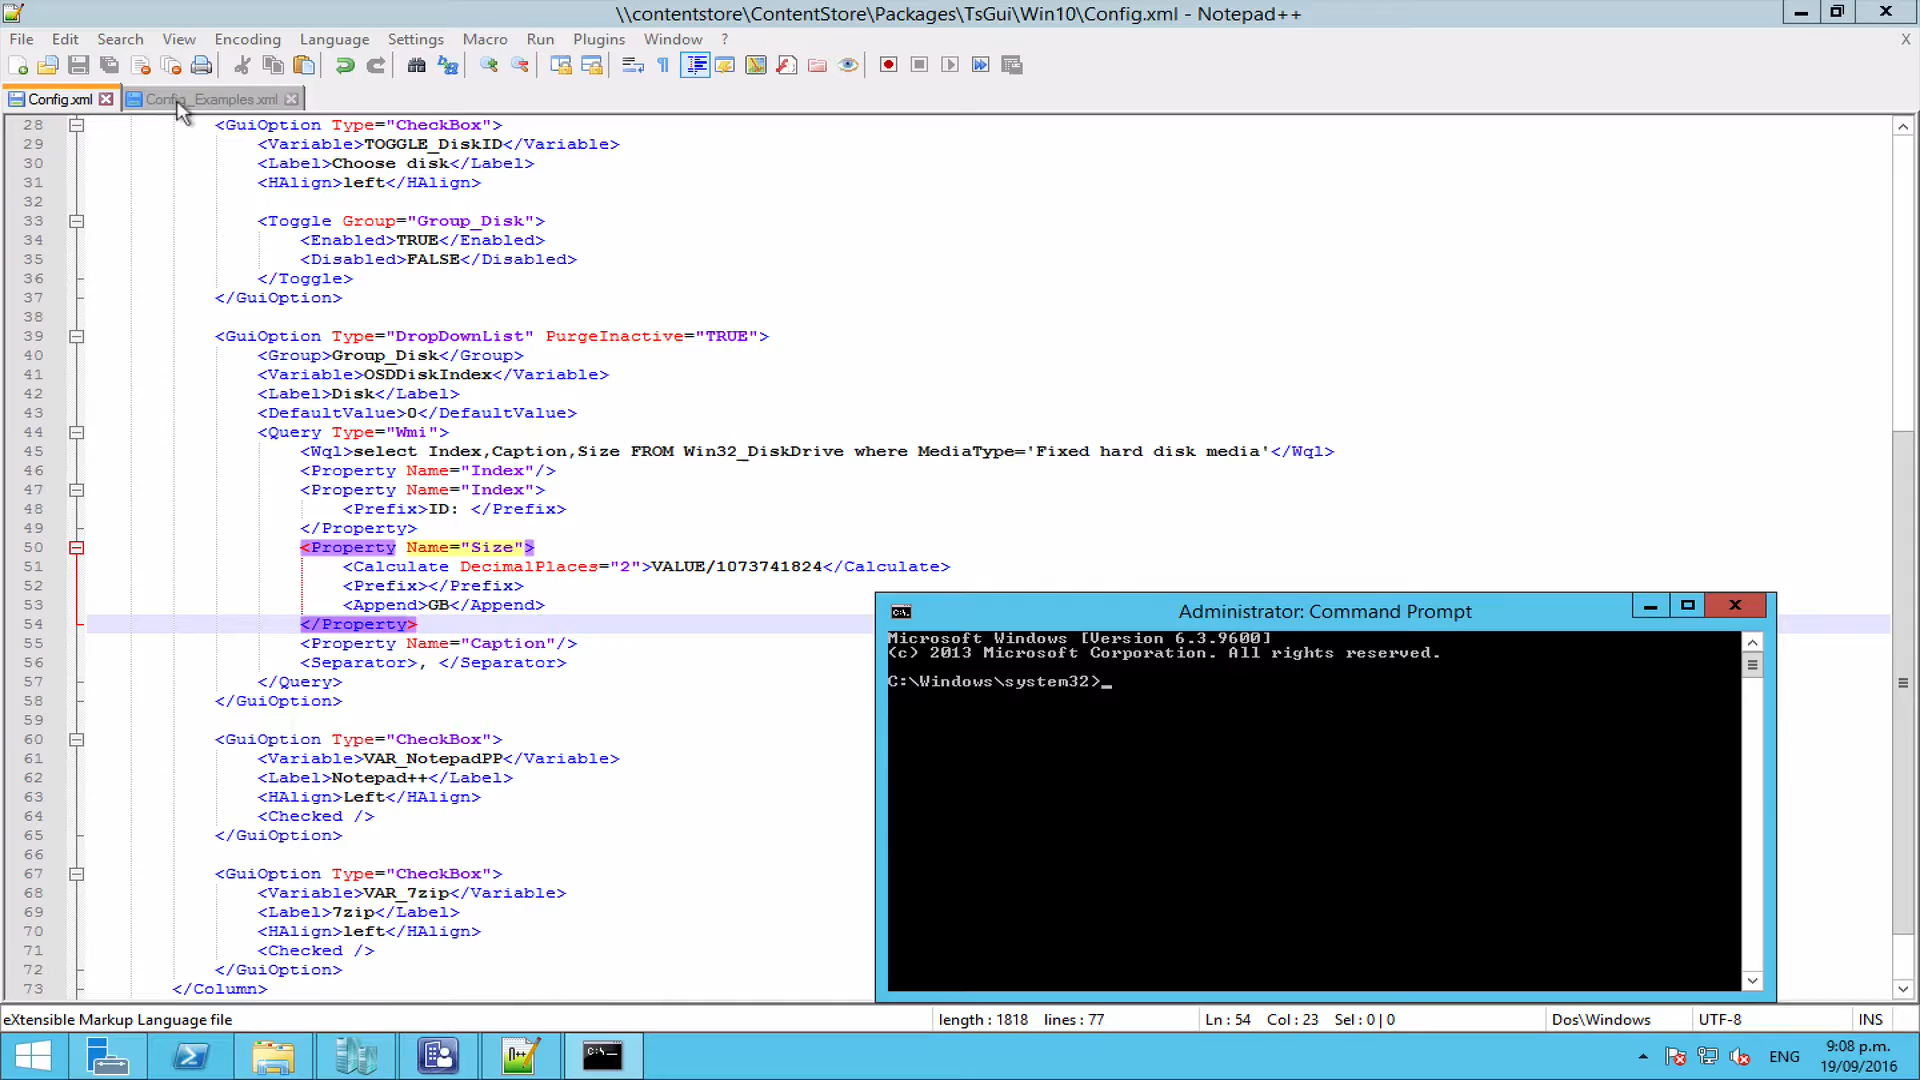 \\contentstore\ContentStore\Packages\TsGui\Win10\Config.xml - Notepad++
File Edit Search View Encoding Language Settings Macro Run Plugins Window ? X
Config.xml Config_Examples.xml
28 <GuiOption Type="CheckBox">
29 <Variable>TOGGLE_DiskID</Variable>
30 <Label>Choose disk</Label>
31 <HAlign>left</HAlign>
32
33 <Toggle Group="Group_Disk">
34 <Enabled>TRUE</Enabled>
35 <Disabled>FALSE</Disabled>
36 </Toggle>
37 </GuiOption>
38
39 <GuiOption Type="DropDownList" PurgeInactive="TRUE">
40 <Group>Group_Disk</Group>
41 <Variable>OSDDiskIndex</Variable>
42 <Label>Disk</Label>
43 <DefaultValue>0</DefaultValue>
44 <Query Type="Wmi">
45 <Wql>select Index,Caption,Size FROM Win32_DiskDrive where MediaType='Fixed hard disk media'</Wql>
46 <Property Name="Index"/>
47 <Property Name="Index">
48 <Prefix>ID: </Prefix>
49 </Property>
50 <Property Name="Size">
51 <Calculate DecimalPlaces="2">VALUE/1073741824</Calculate>
52 <Prefix></Prefix>
53 <Append>GB</Append>
54 </Property>
55 <Property Name="Caption"/>
56 <Separator>, </Separator>
57 </Query>
58 </GuiOption>
59
60 <GuiOption Type="CheckBox">
61 <Variable>VAR_NotepadPP</Variable>
62 <Label>Notepad++</Label>
63 <HAlign>Left</HAlign>
64 <Checked />
65 </GuiOption>
66
67 <GuiOption Type="CheckBox">
68 <Variable>VAR_7zip</Variable>
69 <Label>7zip</Label>
70 <HAlign>left</HAlign>
71 <Checked />
72 </GuiOption>
73 </Column>
Administrator: Command Prompt
Microsoft Windows [Version 6.3.9600]
(c) 2013 Microsoft Corporation. All rights reserved.
C:\Windows\system32>_
eXtensible Markup Language file length : 1818 lines : 77 Ln : 54 Col : 23 Sel : 0 | 0 Dos\Windows UTF-8 INS
ENG 9:08 p.m.
19/09/2016